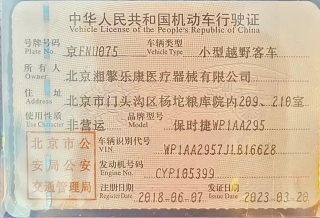 中华人民共和国机动车行驶证
Vehicle License of the People's Republic of China
号牌号码 京FNU875 车辆类型 小型越野客车
Plate No. Vehicle Type
所有人 北京湘擎乐康医疗器械有限公司
Owner
住址 北京市门头沟区杨坨粮库院内209、210室
Address
使用性质 非营运 品牌型号 保时捷WP1AA295
Use Character Model
北京市公安局公安交通管理局
车辆识别代号 WP1AA2957JLB16628
VIN
发动机号码 CYP105399
Engine No.
注册日期 2018-06-07 发证日期 2023-03-20
Register Date Issue Date